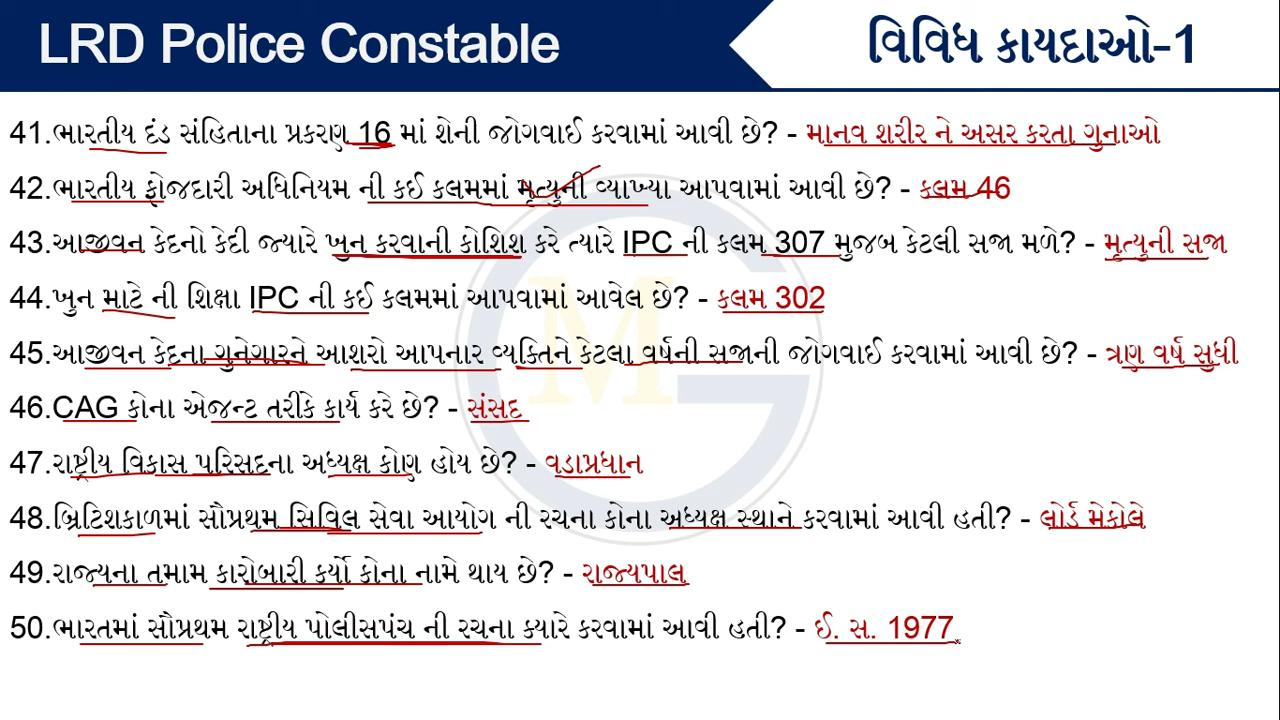 LRD Police Constable
વિવિધ કાયદાઓ-1
41.ભારતીય દંડ સંહિતાના પ્રકરણ 16 માં શેની જોગવાઈ કરવામાં આવી છે? - માનવ શરીર ને અસર કરતા ગુનાઓ
42.ભારતીય ફોજદારી અધિનિયમ ની કઈ કલમમાં મૃત્યુની વ્યાખ્યા આપવામાં આવી છે? - કલમ 46
43.આજીવન કેદનો કેદી જ્યારે ખુન કરવાની કોશિશ કરે ત્યારે IPC ની કલમ 307 મુજબ કેટલી સજા મળે? - મૃત્યુની સજા
44.ખુન માટે ની શિક્ષા IPC ની કઈ કલમમાં આપવામાં આવેલ છે? - કલમ 302
45.આજીવન કેદના ગુનેગારને આશરો આપનાર વ્યક્તિને કેટલા વર્ષની સજાની જોગવાઈ કરવામાં આવી છે? - ત્રણ વર્ષ સુધી
46.CAG કોના એજન્ટ તરીકે કાર્ય કરે છે? - સંસદ
47.રાષ્ટ્રીય વિકાસ પરિસદના અધ્યક્ષ કોણ હોય છે? - વડાપ્રધાન
48.બ્રિટિશકાળમાં સૌપ્રથમ સિવિલ સેવા આયોગ ની રચના કોના અધ્યક્ષ સ્થાને કરવામાં આવી હતી? - લોર્ડ મેકોલે
49.રાજ્યના તમામ કારોબારી કર્યો કોના નામે થાય છે? - રાજ્યપાલ
50.ભારતમાં સૌપ્રથમ રાષ્ટ્રીય પોલીસપંચ ની રચના ક્યારે કરવામાં આવી હતી? - ઈ. સ. 1977